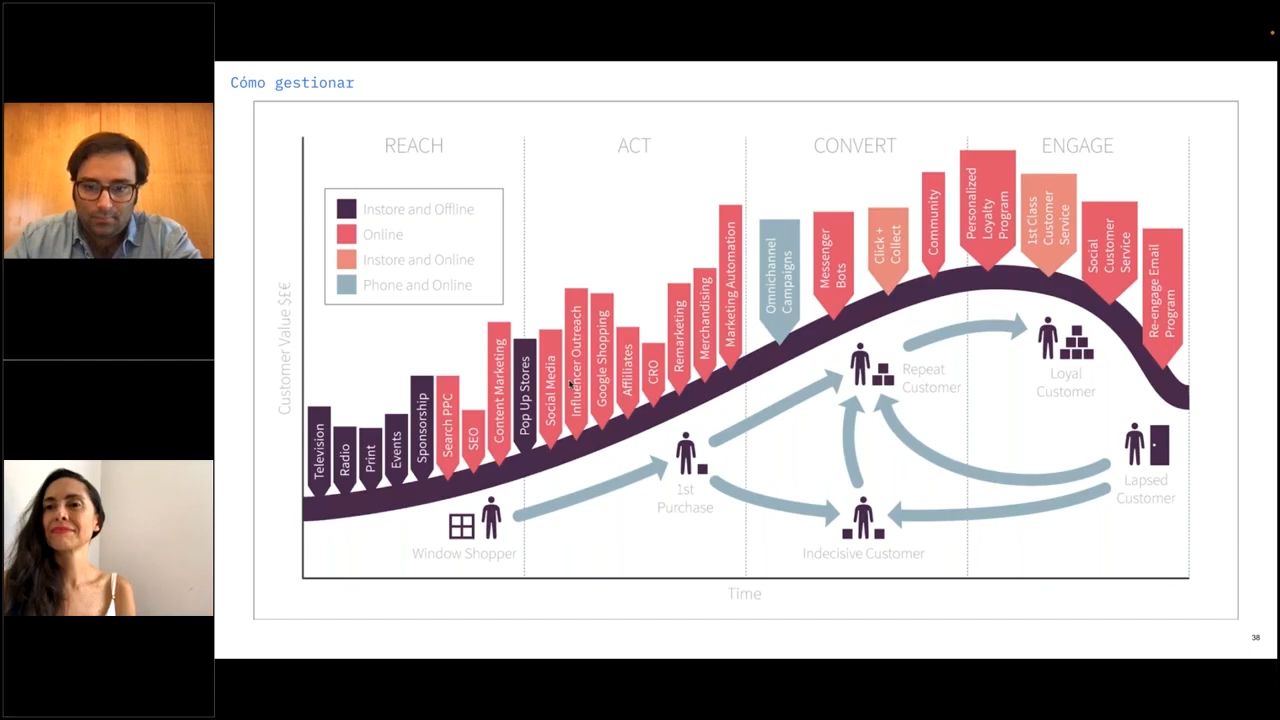 Cómo gestionar
REACH
ACT
CONVERT
ENGAGE
Instore and Offline
Online
Instore and Online
Phone and Online
Customer Value $£€
Television
Radio
Print
Events
Sponsorship
Search PPC
SEO
Content Marketing
Pop Up Stores
Social Media
Influencer Outreach
Google Shopping
Affiliates
CRO
Remarketing
Merchandising
Marketing Automation
Omnichannel
Campaigns
Messenger
Bots
Click +
Collect
Community
Personalized
Loyalty
Program
1st Class
Customer
Service
Social
Customer
Service
Re-engage Email
Program
Window Shopper
1st
Purchase
Indecisive Customer
Repeat
Customer
Loyal
Customer
Lapsed
Customer
Time
38